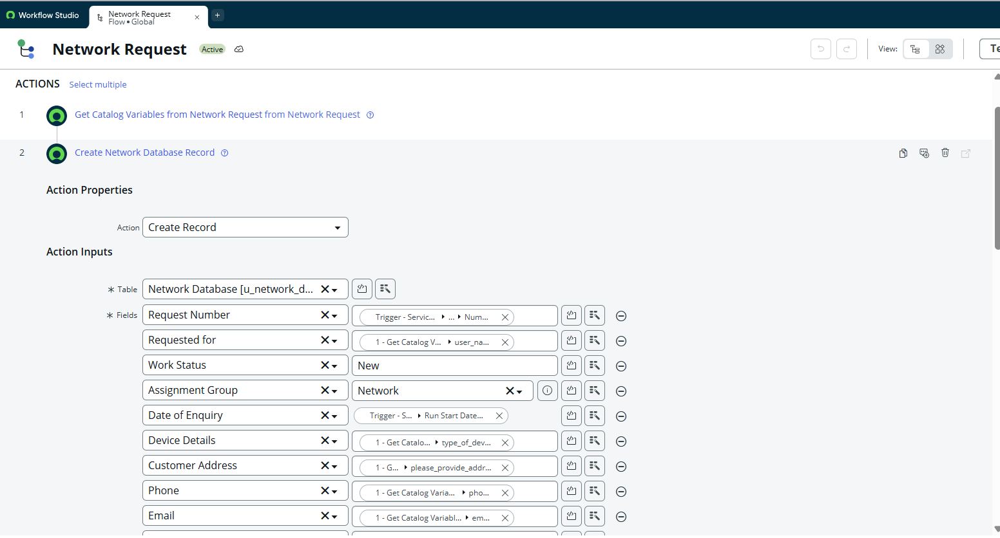 Workflow Studio
Network Request
Flow • Global
Network Request Active
View:
Te
ACTIONS Select multiple
1 Get Catalog Variables from Network Request from Network Request
2 Create Network Database Record
Action Properties
Action Create Record
Action Inputs
* Table Network Database [u_network_d...
* Fields Request Number Trigger - Servic... ... Num...
Requested for 1 - Get Catalog V... user_na...
Work Status New
Assignment Group Network
Date of Enquiry Trigger - S... Run Start Date...
Device Details 1 - Get Catalo... type_of_dev...
Customer Address 1 - G... please_provide_addr...
Phone 1 - Get Catalog Varia... pho...
Email 1 - Get Catalog Variabl... em...